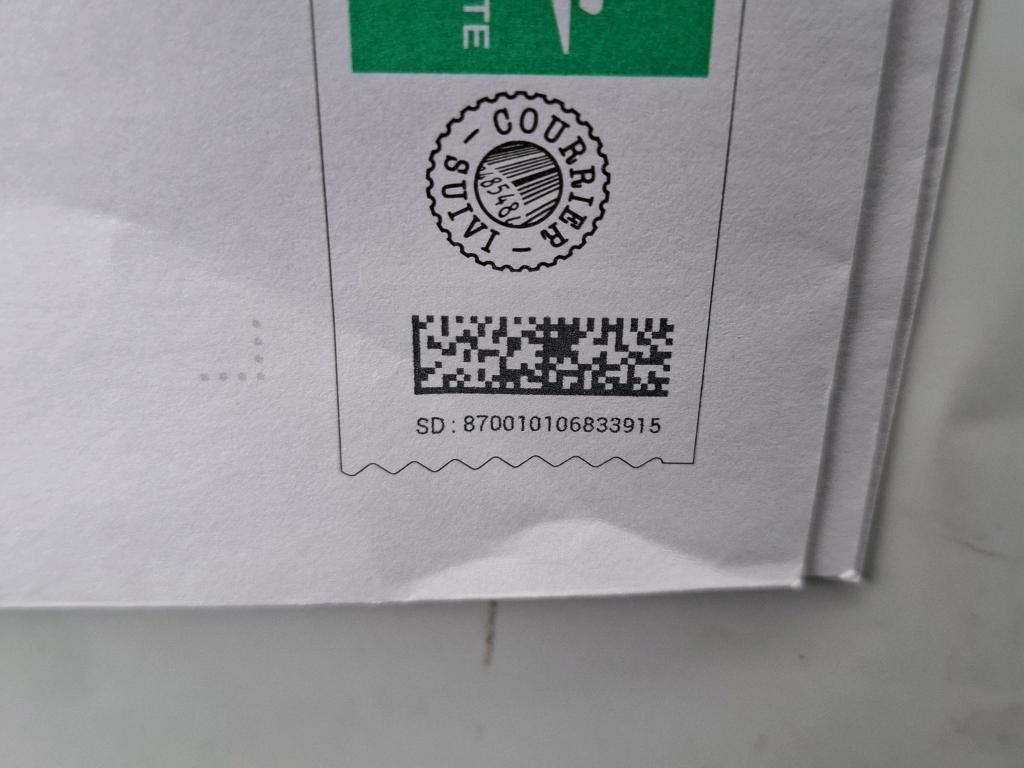 TE
COURRIER - SUIVI -
8548
SD : 870010106833915